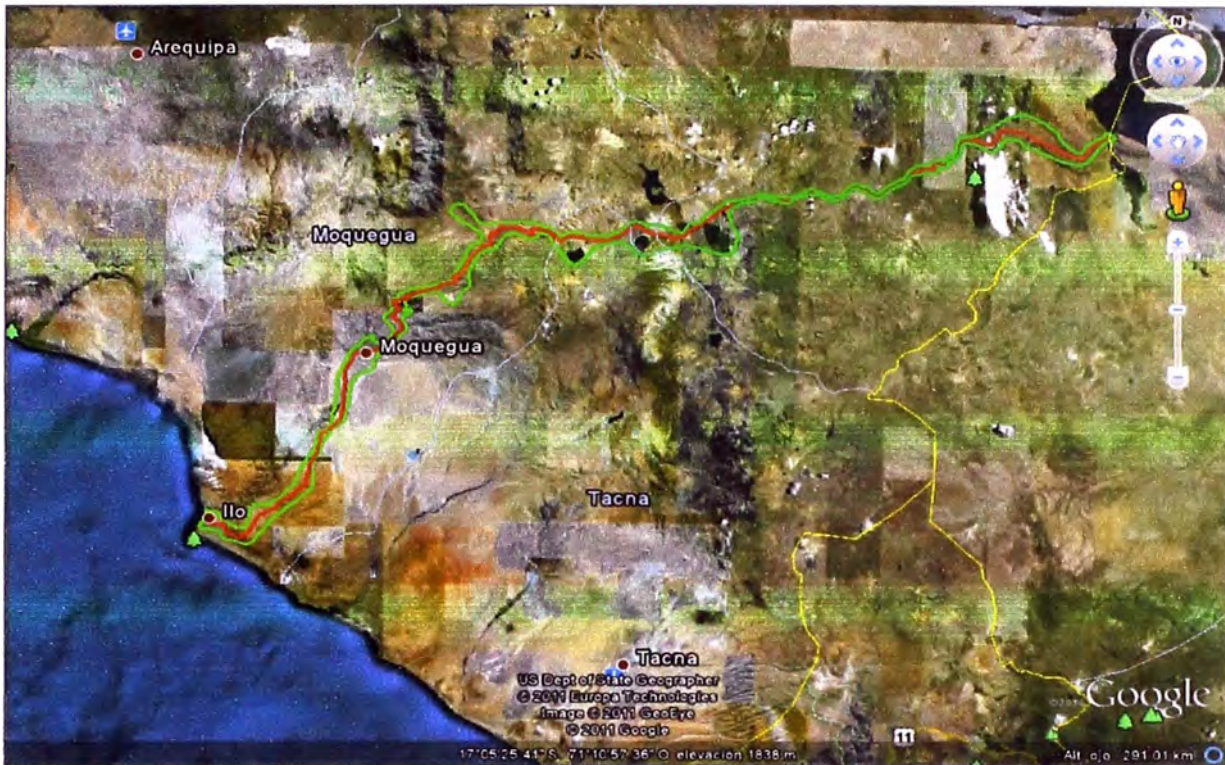 N
Arequipa
Moquegua
Moquegua
Ilo
Tacna
Tacna
US Dept of State Geographer
© 2011 Europa Technologies
Image © 2011 GeoEye
© 2011 Google
Google
11
17°05'25.41" S 71°10'57.36" O elevación 1838 m
Alt. ojo 291.01 km